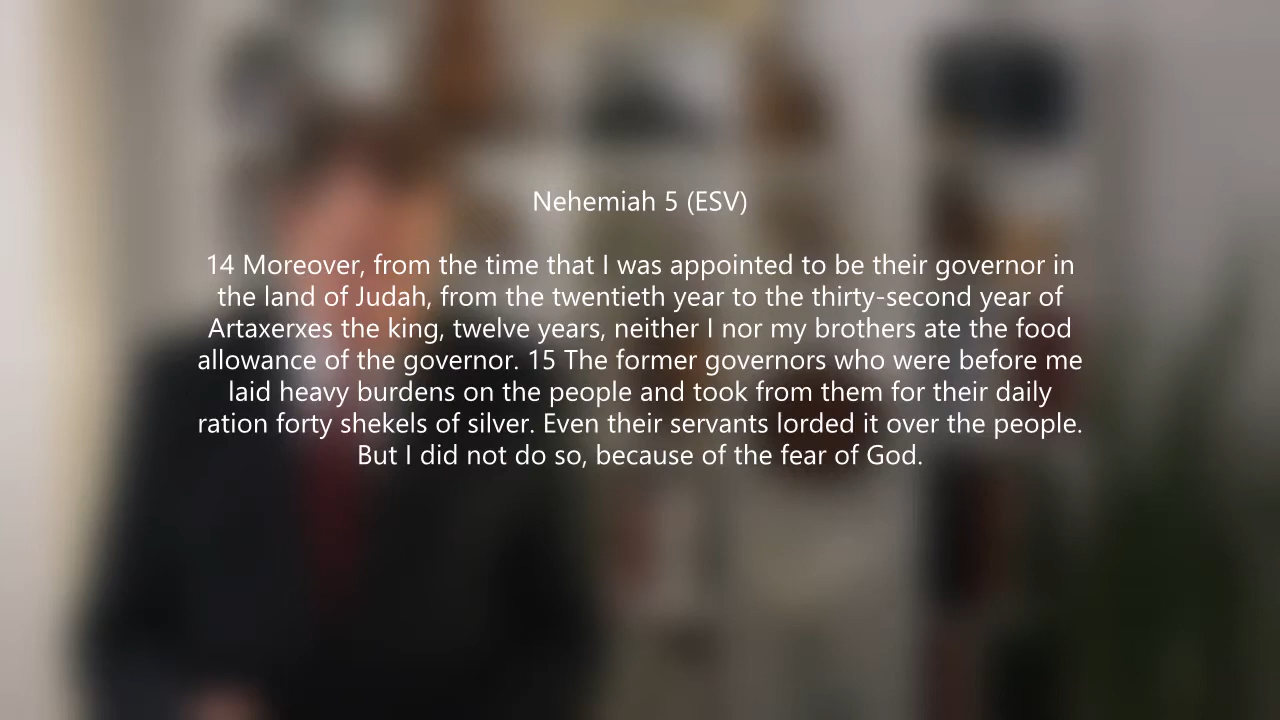 Nehemiah 5 (ESV)
14 Moreover, from the time that I was appointed to be their governor in
the land of Judah, from the twentieth year to the thirty-second year of
Artaxerxes the king, twelve years, neither I nor my brothers ate the food
allowance of the governor. 15 The former governors who were before me
laid heavy burdens on the people and took from them for their daily
ration forty shekels of silver. Even their servants lorded it over the people.
But I did not do so, because of the fear of God.